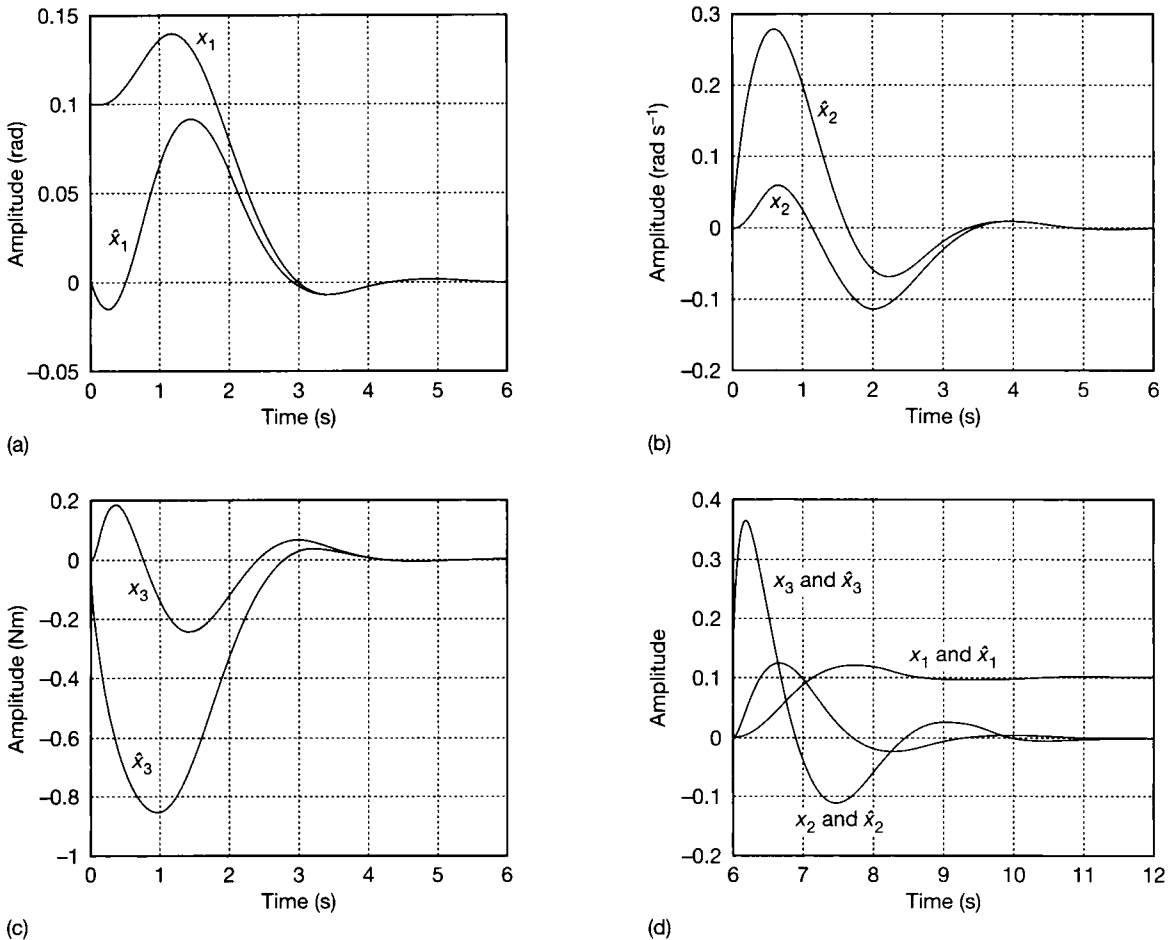 0.15
0.1
0.05
0
–0.05
Amplitude (rad)
x₁
x̂₁
0 1 2 3 4 5 6
Time (s)
(a)
0.3
0.2
0.1
0
–0.1
–0.2
Amplitude (rad s⁻¹)
x̂₂
x₂
0 1 2 3 4 5 6
Time (s)
(b)
0.2
0
–0.2
–0.4
–0.6
–0.8
–1
Amplitude (Nm)
x₃
x̂₃
0 1 2 3 4 5 6
Time (s)
(c)
0.4
0.3
0.2
0.1
0
–0.1
0.2
Amplitude
x₃ and x̂₃
x₁ and x̂₁
x₂ and x̂₂
6 7 8 9 10 11 12
Time (s)
(d)